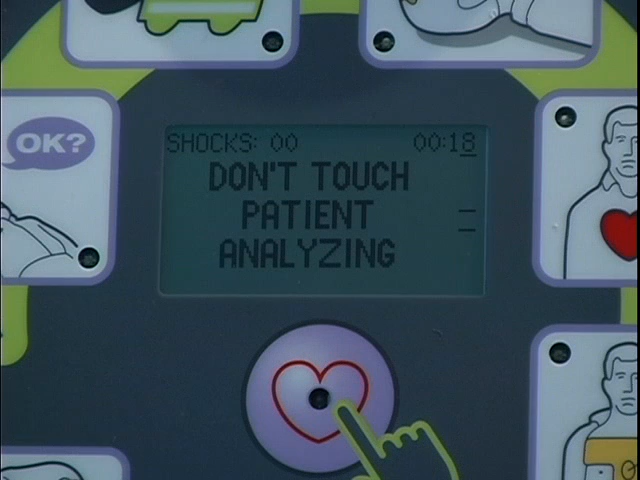 OK?
SHOCKS: 00 00:18
DON'T TOUCH
PATIENT
ANALYZING